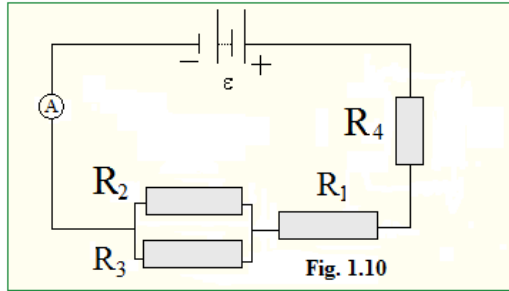 − +
ε
A
R₄
R₂ R₁
R₃ Fig. 1.10